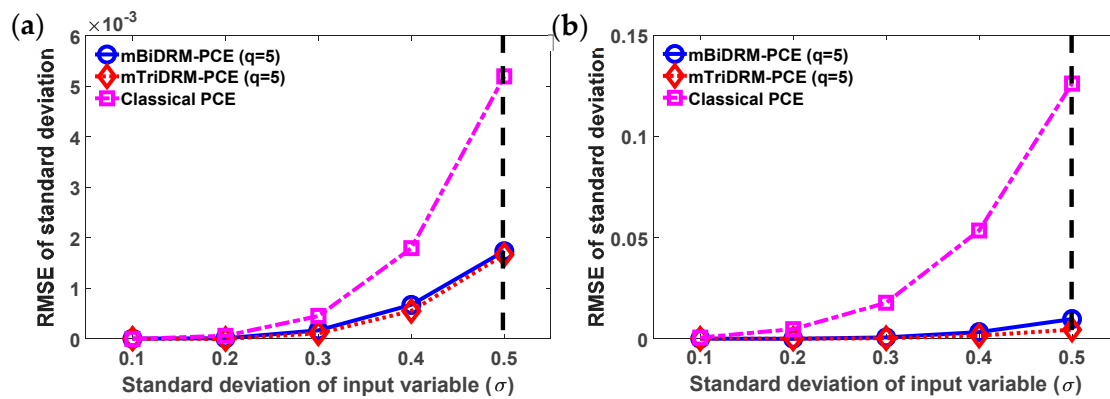 (a)
×10⁻³
6
5
4
3
2
1
0
RMSE of standard deviation
mBiDRM-PCE (q=5)
mTriDRM-PCE (q=5)
Classical PCE
0.1 0.2 0.3 0.4 0.5
Standard deviation of input variable (σ)
(b)
0.15
0.1
0.05
0
RMSE of standard deviation
mBiDRM-PCE (q=5)
mTriDRM-PCE (q=5)
Classical PCE
0.1 0.2 0.3 0.4 0.5
Standard deviation of input variable (σ)